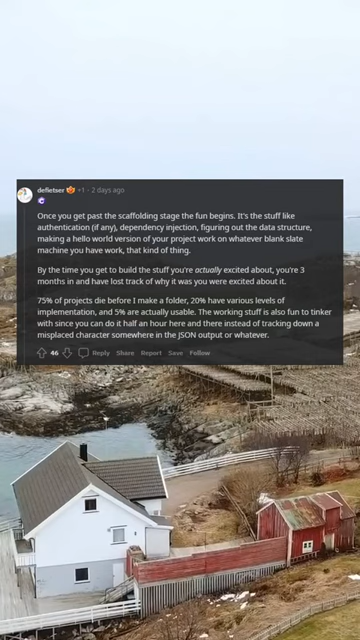 defietser +1 · 2 days ago
Once you get past the scaffolding stage the fun begins. It's the stuff like
authentication (if any), dependency injection, figuring out the data structure,
making a hello world version of your project work on whatever blank slate
machine you have work, that kind of thing.
By the time you get to build the stuff you're actually excited about, you're 3
months in and have lost track of why it was you were excited about it.
75% of projects die before I make a folder, 20% have various levels of
implementation, and 5% are actually usable. The working stuff is also fun to tinker
with since you can do it half an hour here and there instead of tracking down a
misplaced character somewhere in the JSON output or whatever.
46 Reply Share Report Save Follow